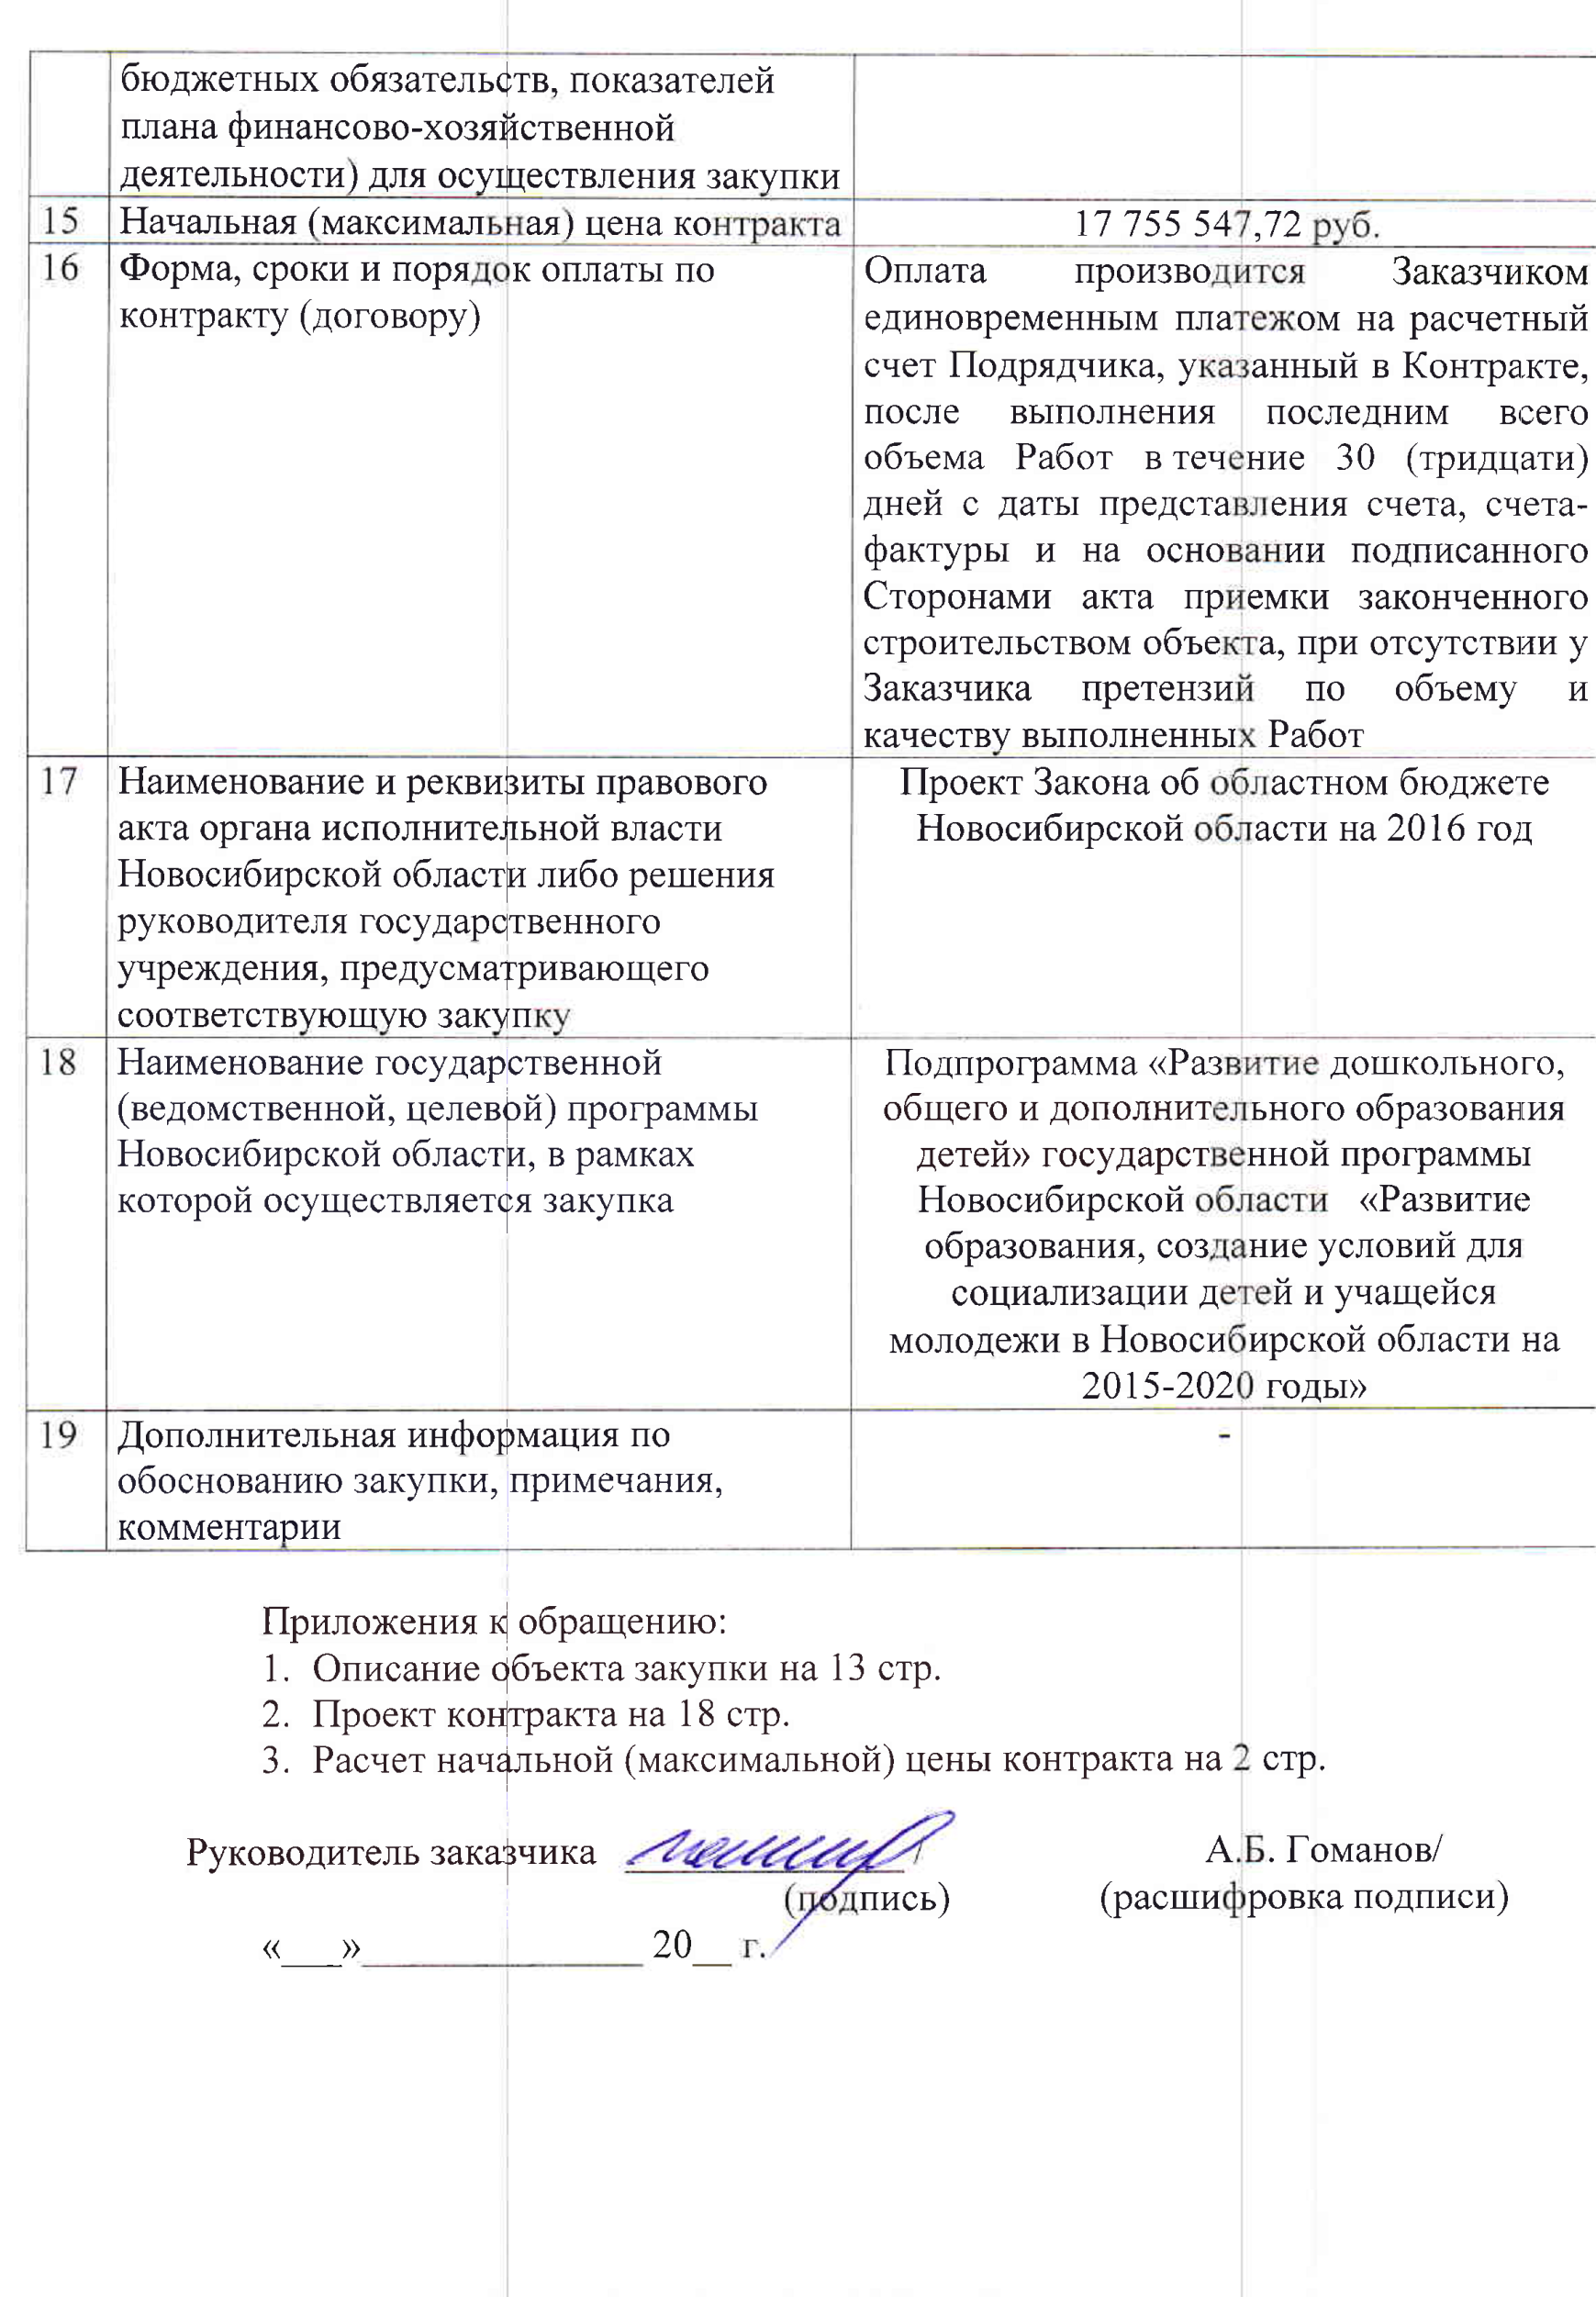 бюджетных обязательств, показателей
плана финансово-хозяйственной
деятельности) для осуществления закупки
15 Начальная (максимальная) цена контракта 17 755 547,72 руб.
16 Форма, сроки и порядок оплаты по
контракту (договору)
Оплата производится Заказчиком
единовременным платежом на расчетный
счет Подрядчика, указанный в Контракте,
после выполнения последним всего
объема Работ в течение 30 (тридцати)
дней с даты представления счета, счета-
фактуры и на основании подписанного
Сторонами акта приемки законченного
строительством объекта, при отсутствии у
Заказчика претензий по объему и
качеству выполненных Работ
17 Наименование и реквизиты правового
акта органа исполнительной власти
Новосибирской области либо решения
руководителя государственного
учреждения, предусматривающего
соответствующую закупку
Проект Закона об областном бюджете
Новосибирской области на 2016 год
18 Наименование государственной
(ведомственной, целевой) программы
Новосибирской области, в рамках
которой осуществляется закупка
Подпрограмма «Развитие дошкольного,
общего и дополнительного образования
детей» государственной программы
Новосибирской области «Развитие
образования, создание условий для
социализации детей и учащейся
молодежи в Новосибирской области на
2015-2020 годы»
19 Дополнительная информация по
обоснованию закупки, примечания,
комментарии
-
Приложения к обращению:
1. Описание объекта закупки на 13 стр.
2. Проект контракта на 18 стр.
3. Расчет начальной (максимальной) цены контракта на 2 стр.
Руководитель заказчика / А.Б. Гоманов/
(подпись) (расшифровка подписи)
«___»______________ 20__ г.